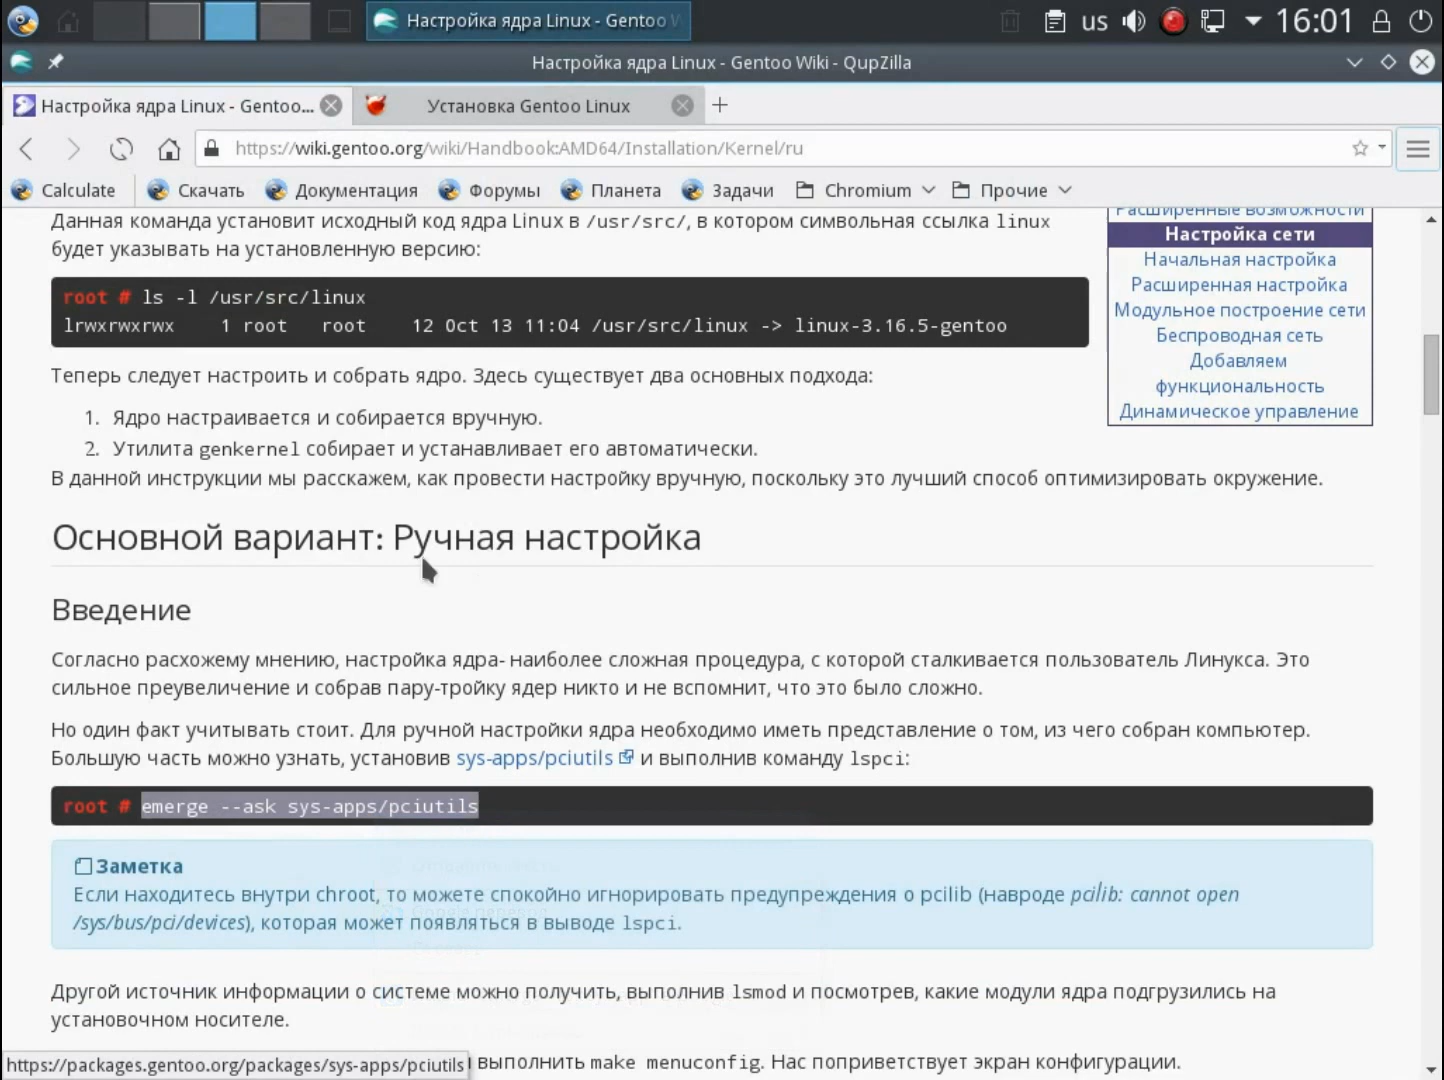 Настройка ядра Linux - Gentoo W
us
16:01
Настройка ядра Linux - Gentoo Wiki - QupZilla
Настройка ядра Linux - Gentoo...
Установка Gentoo Linux
https://wiki.gentoo.org/wiki/Handbook:AMD64/Installation/Kernel/ru
Calculate Скачать Документация Форумы Планета Задачи Chromium Прочие
Данная команда установит исходный код ядра Linux в /usr/src/, в котором символьная ссылка linux
будет указывать на установленную версию:
root # ls -l /usr/src/linux
lrwxrwxrwx 1 root root 12 Oct 13 11:04 /usr/src/linux -> linux-3.16.5-gentoo
Расширенные возможности
Настройка сети
Начальная настройка
Расширенная настройка
Модульное построение сети
Беспроводная сеть
Добавляем
функциональность
Динамическое управление
Теперь следует настроить и собрать ядро. Здесь существует два основных подхода:
1. Ядро настраивается и собирается вручную.
2. Утилита genkernel собирает и устанавливает его автоматически.
В данной инструкции мы расскажем, как провести настройку вручную, поскольку это лучший способ оптимизировать окружение.
Основной вариант: Ручная настройка
Введение
Согласно расхожему мнению, настройка ядра- наиболее сложная процедура, с которой сталкивается пользователь Линукса. Это
сильное преувеличение и собрав пару-тройку ядер никто и не вспомнит, что это было сложно.
Но один факт учитывать стоит. Для ручной настройки ядра необходимо иметь представление о том, из чего собран компьютер.
Большую часть можно узнать, установив sys-apps/pciutils и выполнив команду lspci:
root # emerge --ask sys-apps/pciutils
Заметка
Если находитесь внутри chroot, то можете спокойно игнорировать предупреждения о pcilib (навроде pcilib: cannot open
/sys/bus/pci/devices), которая может появляться в выводе lspci.
Другой источник информации о системе можно получить, выполнив lsmod и посмотрев, какие модули ядра подгрузились на
установочном носителе.
https://packages.gentoo.org/packages/sys-apps/pciutils
выполнить make menuconfig. Нас поприветствует экран конфигурации.